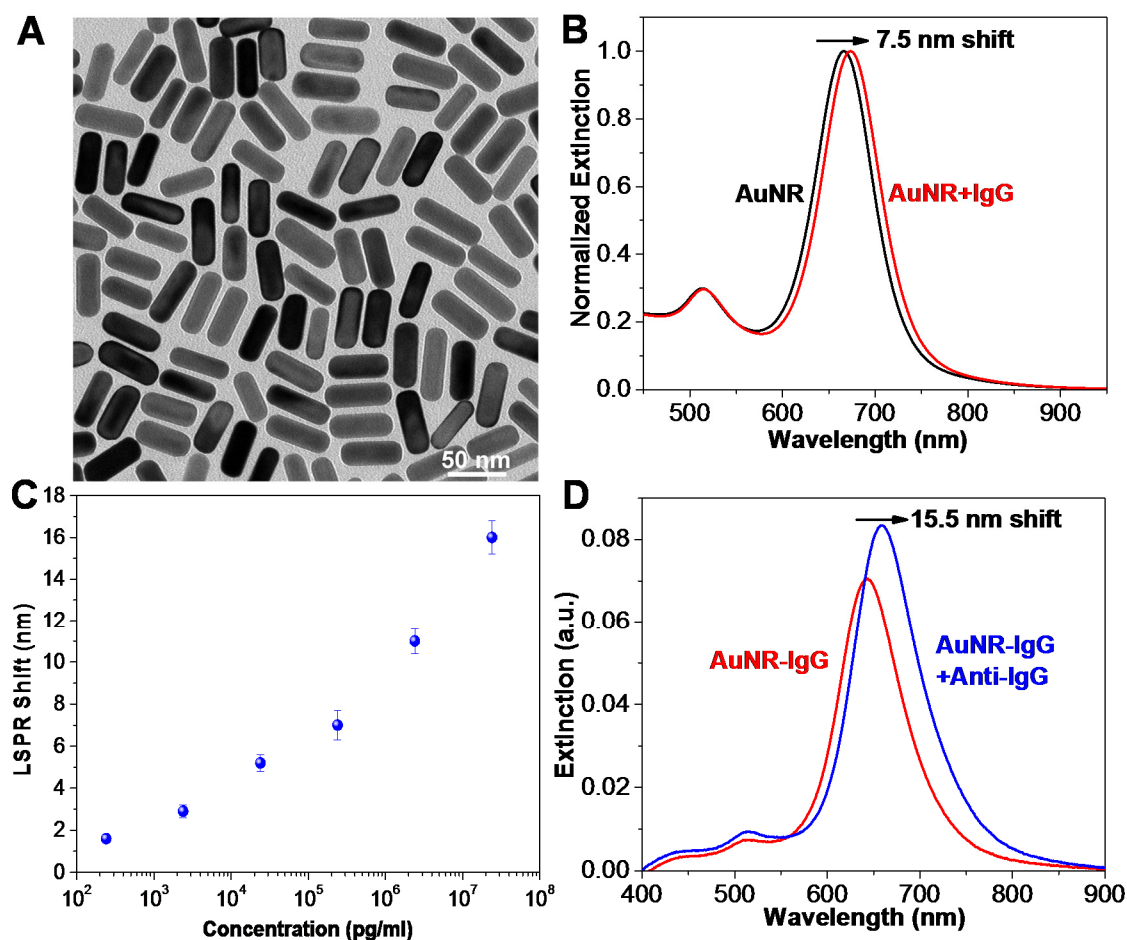 A
50 nm
B
7.5 nm shift
AuNR
AuNR+IgG
Normalized Extinction
1.0
0.8
0.6
0.4
0.2
0.0
500
600
700
800
900
Wavelength (nm)
C
LSPR Shift (nm)
18
16
14
12
10
8
6
4
2
0
10²
10³
10⁴
10⁵
10⁶
10⁷
10⁸
Concentration (pg/ml)
D
15.5 nm shift
AuNR-IgG
AuNR-IgG
+Anti-IgG
Extinction (a.u.)
0.08
0.06
0.04
0.02
0.00
400
500
600
700
800
900
Wavelength (nm)